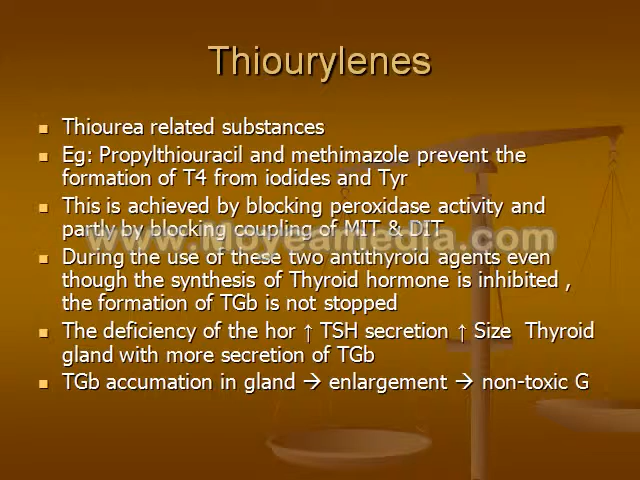 Thiourylenes
Thiourea related substances
Eg: Propylthiouracil and methimazole prevent the
formation of T4 from iodides and Tyr
This is achieved by blocking peroxidase activity and
partly by blocking coupling of MIT & DIT
www.Mpyeamedia.com
During the use of these two antithyroid agents even
though the synthesis of Thyroid hormone is inhibited ,
the formation of TGb is not stopped
The deficiency of the hor ↑ TSH secretion ↑ Size Thyroid
gland with more secretion of TGb
TGb accumation in gland → enlargement → non-toxic G